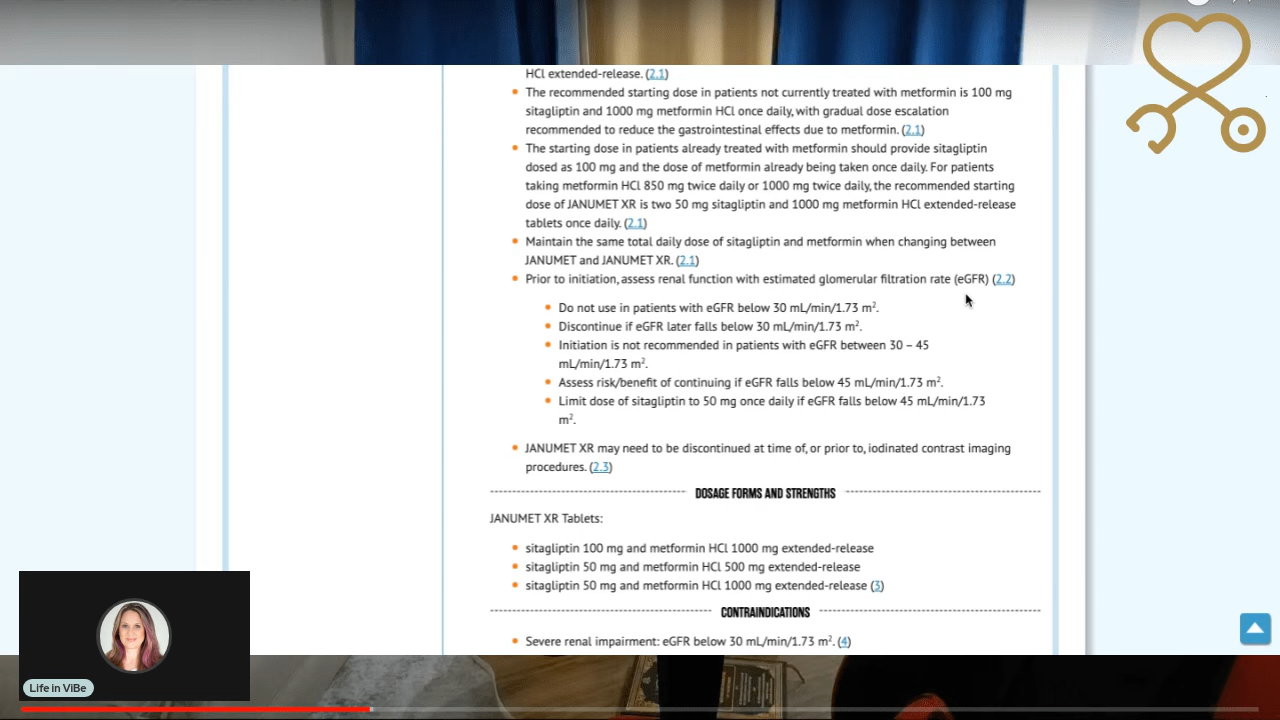 HCl extended-release. (2.1)
The recommended starting dose in patients not currently treated with metformin is 100 mg
sitagliptin and 1000 mg metformin HCl once daily, with gradual dose escalation
recommended to reduce the gastrointestinal effects due to metformin. (2.1)
The starting dose in patients already treated with metformin should provide sitagliptin
dosed as 100 mg and the dose of metformin already being taken once daily. For patients
taking metformin HCl 850 mg twice daily or 1000 mg twice daily, the recommended starting
dose of JANUMET XR is two 50 mg sitagliptin and 1000 mg metformin HCl extended-release
tablets once daily. (2.1)
Maintain the same total daily dose of sitagliptin and metformin when changing between
JANUMET and JANUMET XR. (2.1)
Prior to initiation, assess renal function with estimated glomerular filtration rate (eGFR) (2.2)
Do not use in patients with eGFR below 30 mL/min/1.73 m².
Discontinue if eGFR later falls below 30 mL/min/1.73 m².
Initiation is not recommended in patients with eGFR between 30 – 45
mL/min/1.73 m².
Assess risk/benefit of continuing if eGFR falls below 45 mL/min/1.73 m².
Limit dose of sitagliptin to 50 mg once daily if eGFR falls below 45 mL/min/1.73
m².
JANUMET XR may need to be discontinued at time of, or prior to, iodinated contrast imaging
procedures. (2.3)
DOSAGE FORMS AND STRENGTHS
JANUMET XR Tablets:
sitagliptin 100 mg and metformin HCl 1000 mg extended-release
sitagliptin 50 mg and metformin HCl 500 mg extended-release
sitagliptin 50 mg and metformin HCl 1000 mg extended-release (3)
CONTRAINDICATIONS
Severe renal impairment: eGFR below 30 mL/min/1.73 m². (4)
Life in ViBe